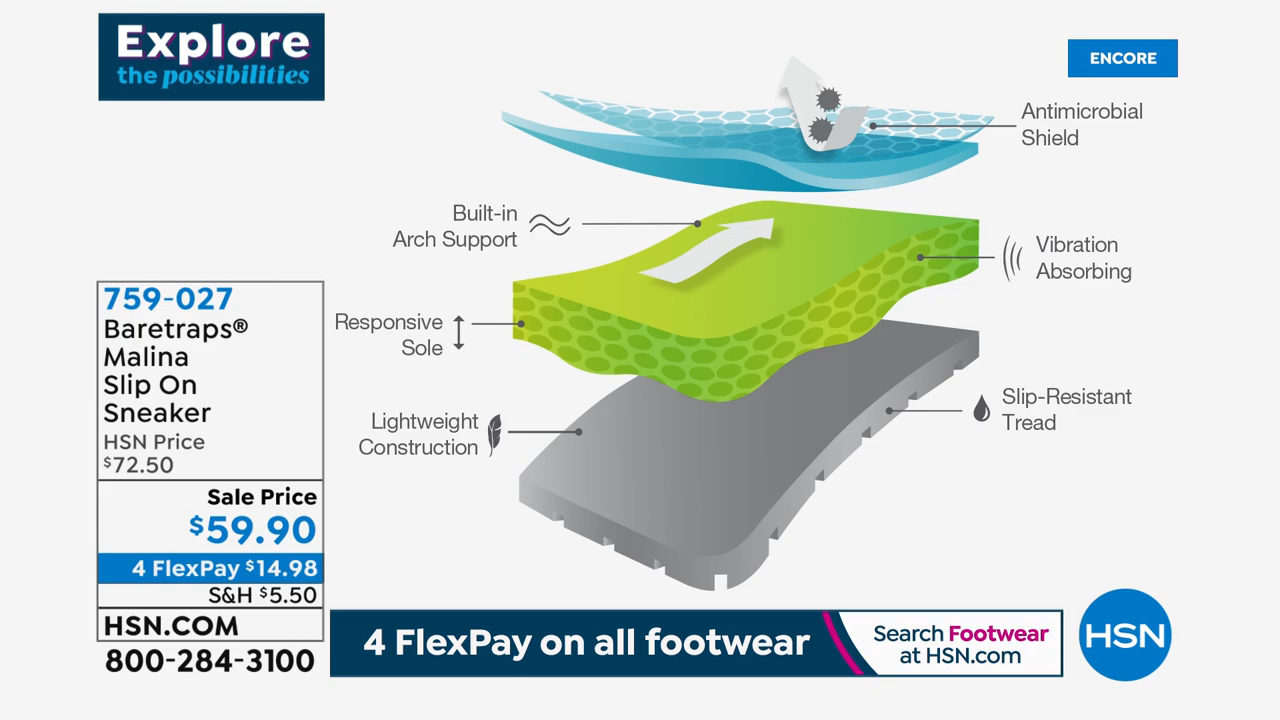 Explore
the possibilities
ENCORE
Antimicrobial
Shield
Built-in
Arch Support
Vibration
Absorbing
Responsive
Sole
Lightweight
Construction
Slip-Resistant
Tread
759-027
Baretraps®
Malina
Slip On
Sneaker
HSN Price
$72.50
Sale Price
$59.90
4 FlexPay $14.98
S&H $5.50
HSN.COM
800-284-3100
4 FlexPay on all footwear
Search Footwear
at HSN.com
HSN